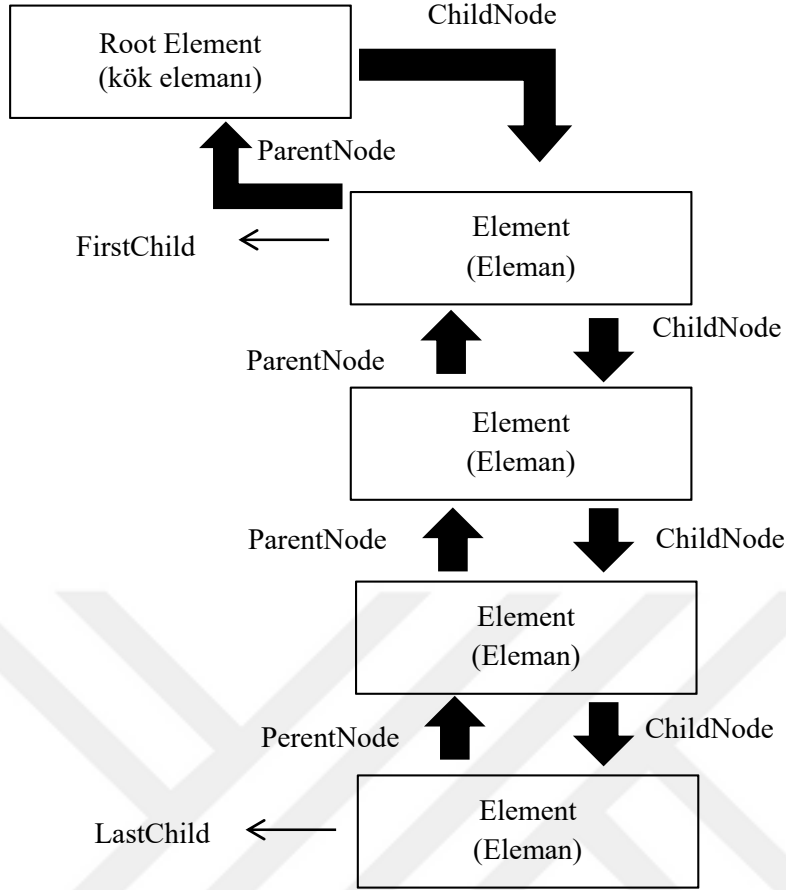 ChildNode
Root Element
(kök elemanı)
ParentNode
Element
(Eleman)
FirstChild
ParentNode
ChildNode
Element
(Eleman)
ParentNode
ChildNode
Element
(Eleman)
PerentNode
ChildNode
Element
(Eleman)
LastChild